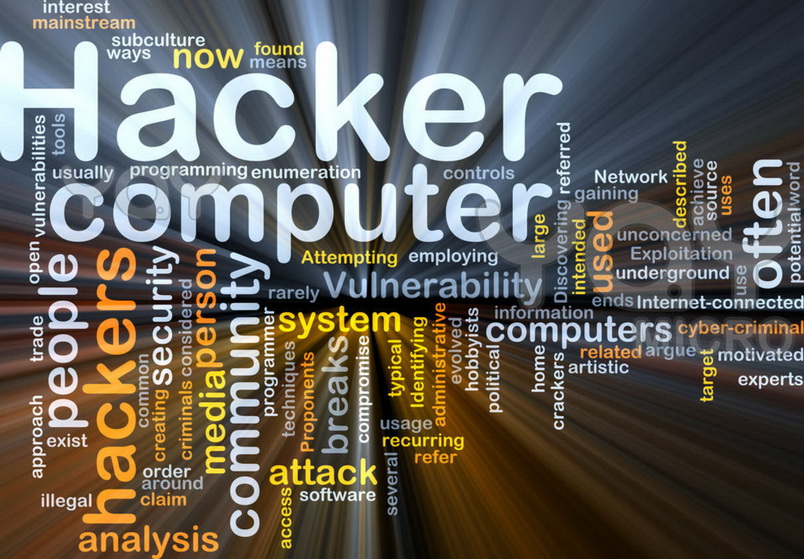 interest
mainstream
subculture
ways
now
found
means
Hacker
vulnerabilities
tools
usually
programming
enumeration
controls
referred
computer
Network
gaining
described
achieve
source
uses
often
potential
word
large
Discovering
intended
used
unconcerned
Exploitation
underground
use
Attempting
employing
open
people
hackers
security
considered
person
community
rarely
Vulnerability
ends
Internet-connected
information
system
computers
cyber-criminal
trade
programmer
techniques
Proponents
breaks
compromise
typical
Identifying
administrative
evolved
hobbyists
political
home
crackers
related
argue
motivated
artistic
target
experts
approach
exist
common
creating
criminals
media
usage
recurring
refer
order
around
claim
illegal
attack
software
several
access
analysis
MICRO